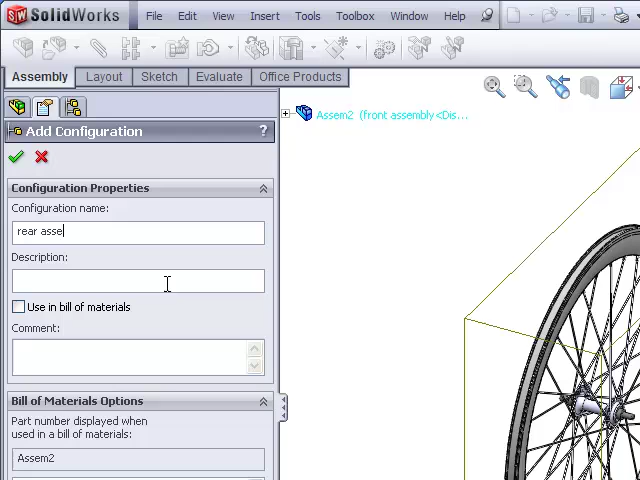 SW SolidWorks File Edit View Insert Tools Toolbox Window Help
Assembly Layout Sketch Evaluate Office Products
Add Configuration ?
Assem2 (front assembly<Dis...
Configuration Properties
Configuration name:
rear asse
Description:
Use in bill of materials
Comment:
Bill of Materials Options
Part number displayed when
used in a bill of materials:
Assem2